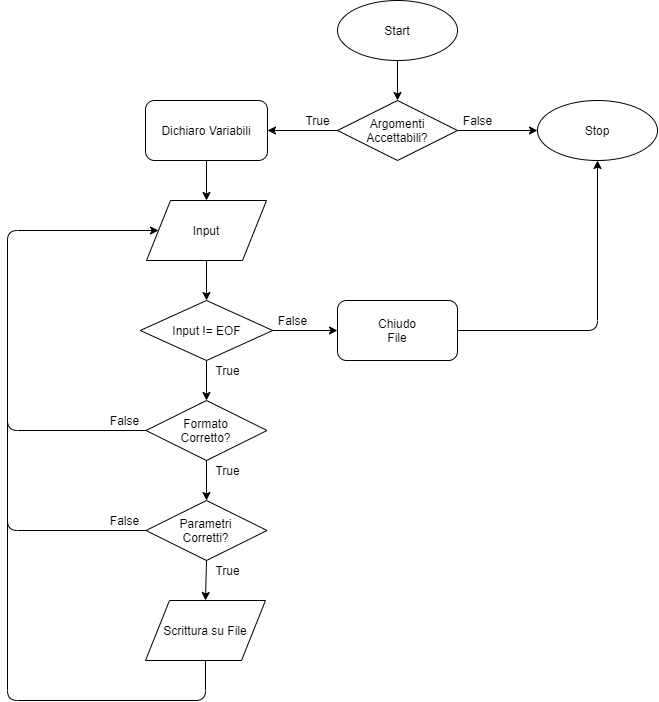 Start
Argomenti
Accettabili?
True
False
Dichiaro Variabili
Stop
Input
Input != EOF
False
Chiudo
File
True
Formato
Corretto?
False
True
Parametri
Corretti?
False
True
Scrittura su File